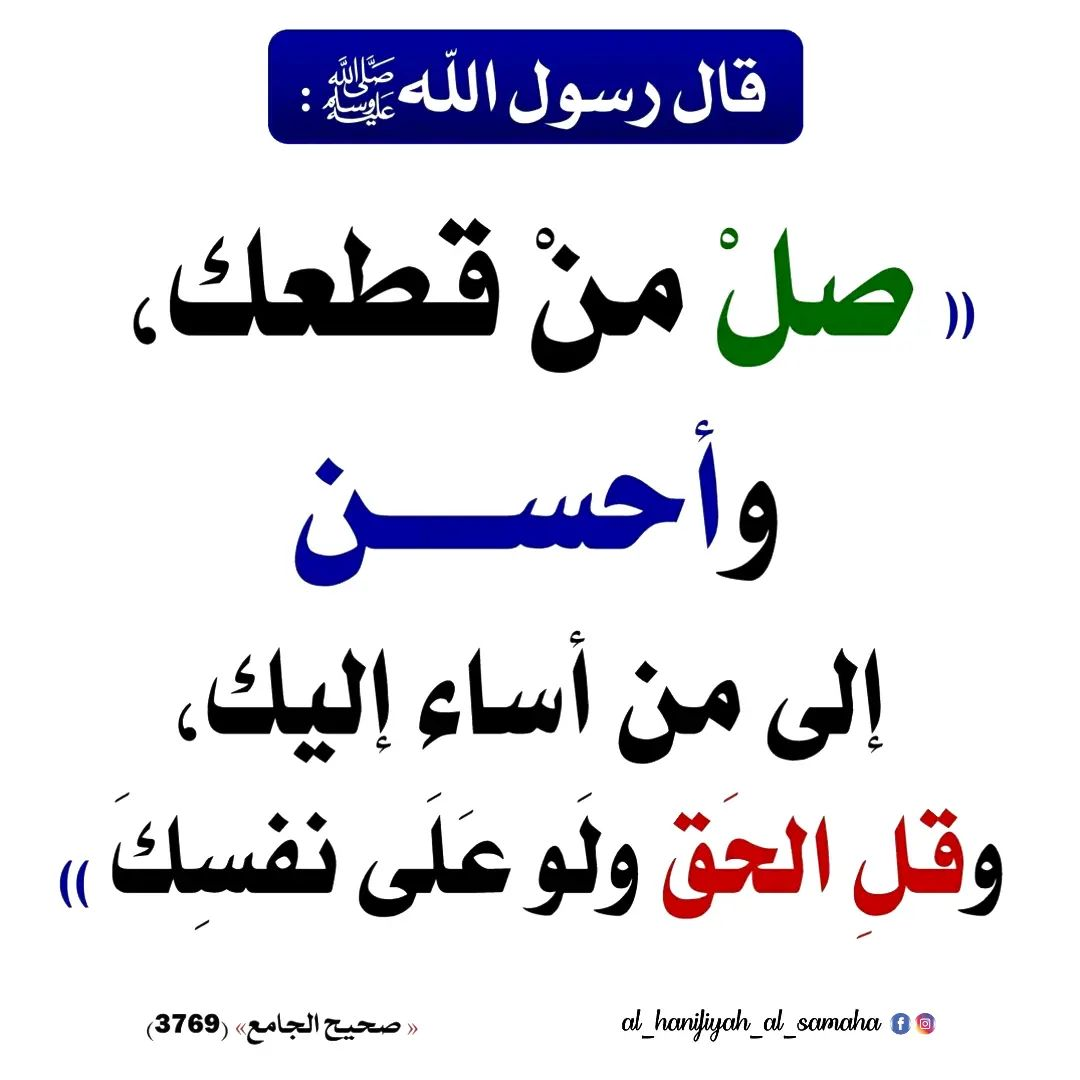 قال رسول الله ﷺ :
(( صلْ منْ قطعك،
وأحســن
إلى من أساء إليك،
وقلِ الحَق ولَو عَلَى نفسِكَ ))
« صحيح الجامع» (3769)
al_hanifiyah_al_samaha